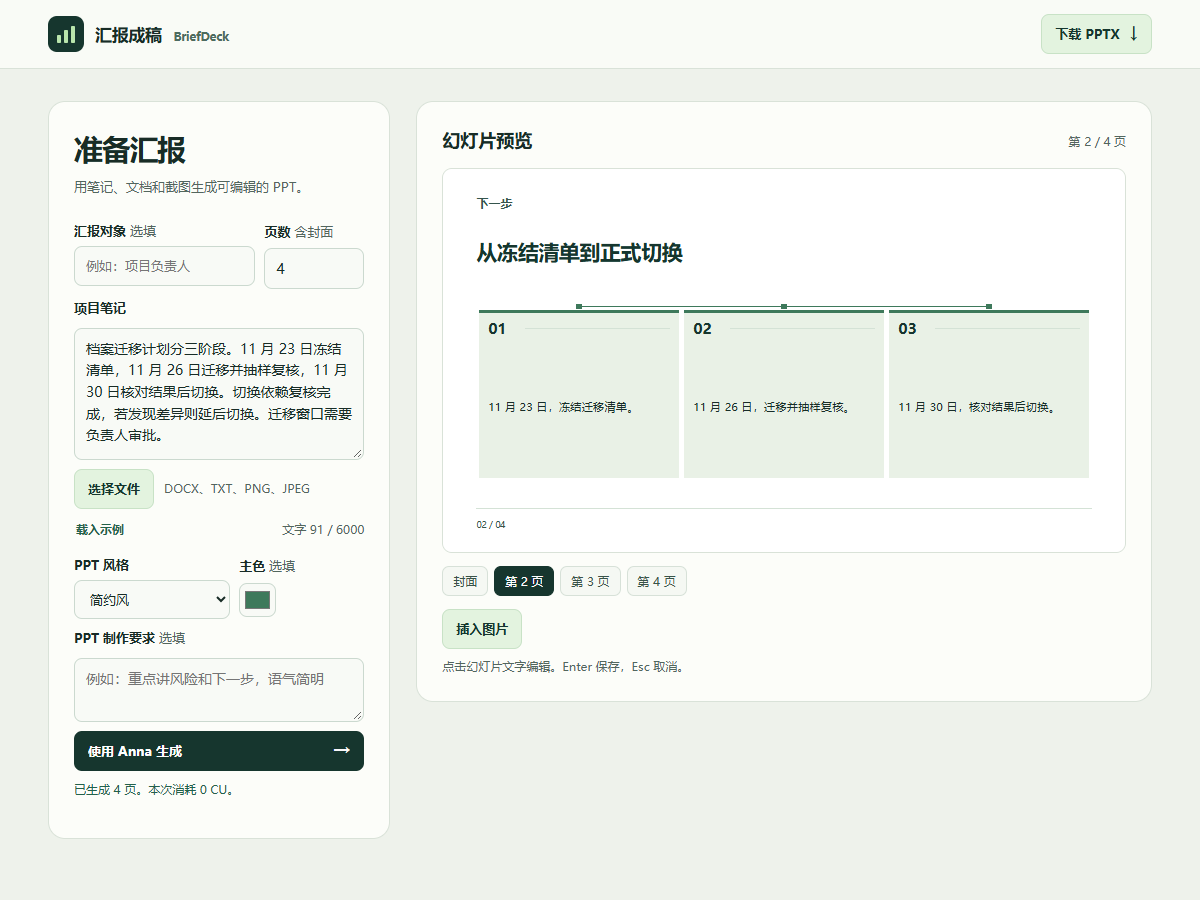 汇报成稿 BriefDeck
下载 PPTX ↓
准备汇报
用笔记、文档和截图生成可编辑的 PPT。
汇报对象 选填
页数 含封面
例如：项目负责人
4
项目笔记
档案迁移计划分三阶段。11 月 23 日冻结
清单，11 月 26 日迁移并抽样复核，11 月
30 日核对结果后切换。切换依赖复核完
成，若发现差异则延后切换。迁移窗口需要
负责人审批。
选择文件
DOCX、TXT、PNG、JPEG
载入示例
文字 91 / 6000
PPT 风格
主色 选填
简约风
PPT 制作要求 选填
例如：重点讲风险和下一步，语气简明
使用 Anna 生成 →
已生成 4 页。本次消耗 0 CU。
幻灯片预览
第 2 / 4 页
下一步
从冻结清单到正式切换
01
02
03
11 月 23 日，冻结迁移清单。
11 月 26 日，迁移并抽样复核。
11 月 30 日，核对结果后切换。
02 / 04
封面
第 2 页
第 3 页
第 4 页
插入图片
点击幻灯片文字编辑。Enter 保存，Esc 取消。